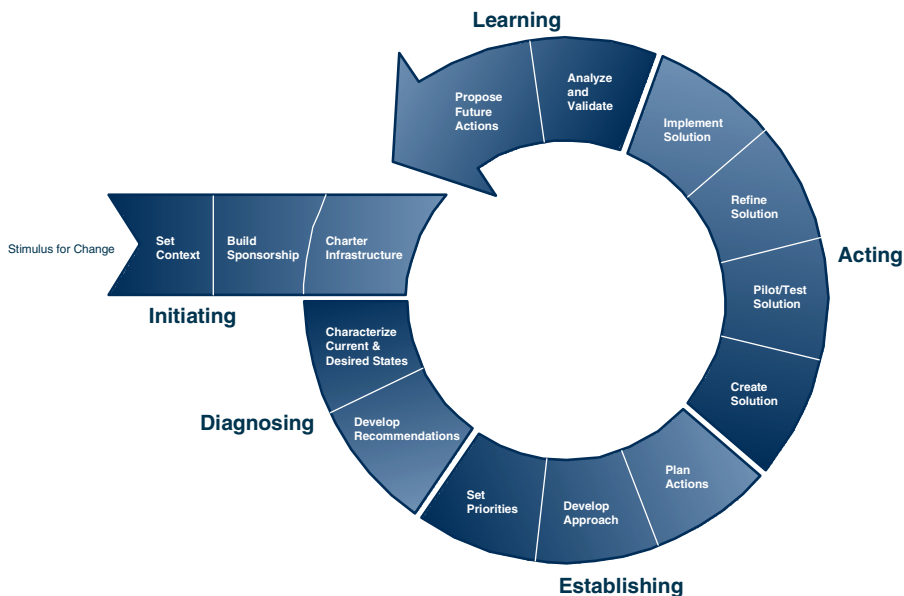 Stimulus for Change
Set
Context
Build
Sponsorship
Charter
Infrastructure
Initiating
Characterize
Current &
Desired States
Develop
Recommendations
Diagnosing
Set
Priorities
Develop
Approach
Plan
Actions
Establishing
Create
Solution
Pilot/Test
Solution
Refine
Solution
Implement
Solution
Acting
Analyze
and
Validate
Propose
Future
Actions
Learning